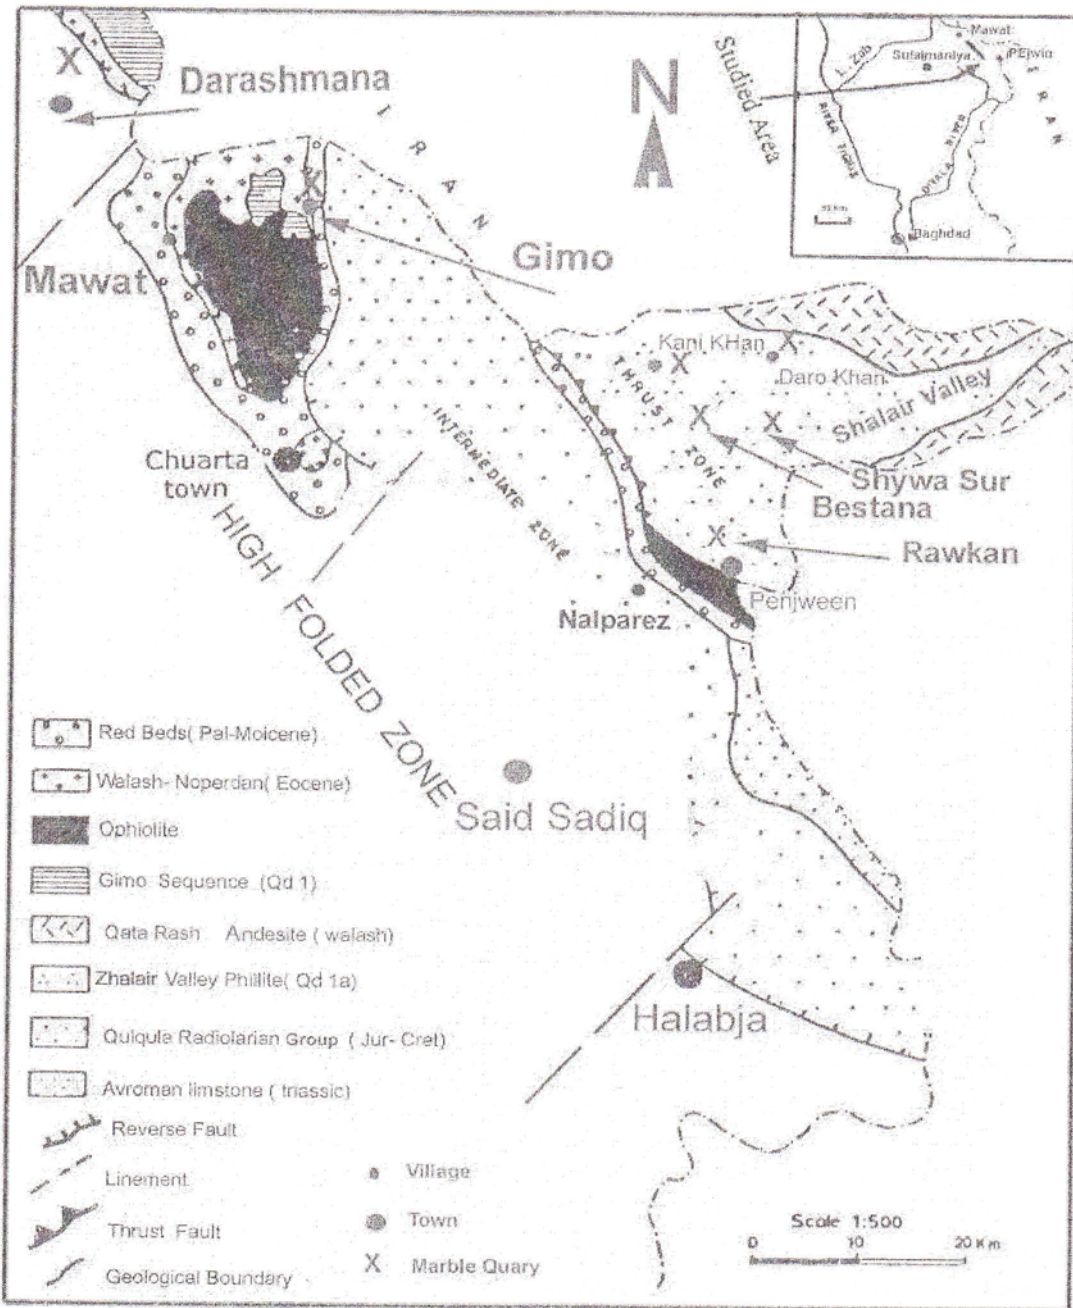 X
Darashmana
I R A N
N
Studied Area
Mawat
L. Zab
Sulaimaniya
PEjwin
I RAN
RIVER TIGRIS
DIYALA RIVER
Baghdad
X
Gimo
Mawat
Kani KHan
X
X
Daro Khan
Shalair Valley
THRUST ZONE
X
X
INTERMEDIATE ZONE
Chuarta
town
Shywa Sur
Bestana
X
Rawkan
Penjween
Nalparez
HIGH FOLDED ZONE
Said Sadiq
Halabja
Red Beds( Pal-Moicene)
Walash- Noperdan( Eocene)
Ophiolite
Gimo Sequence (Qd 1)
Qata Rash Andesite ( walash)
Zhalair Valley Phillite( Qd 1a)
Quiqula Radiolarian Group ( Jur- Cret)
Avroman limstone ( triassic)
Reverse Fault
Linement
Thrust Fault
Geological Boundary
Village
Town
X Marble Quary
Scale 1:500
0 10 20 Km